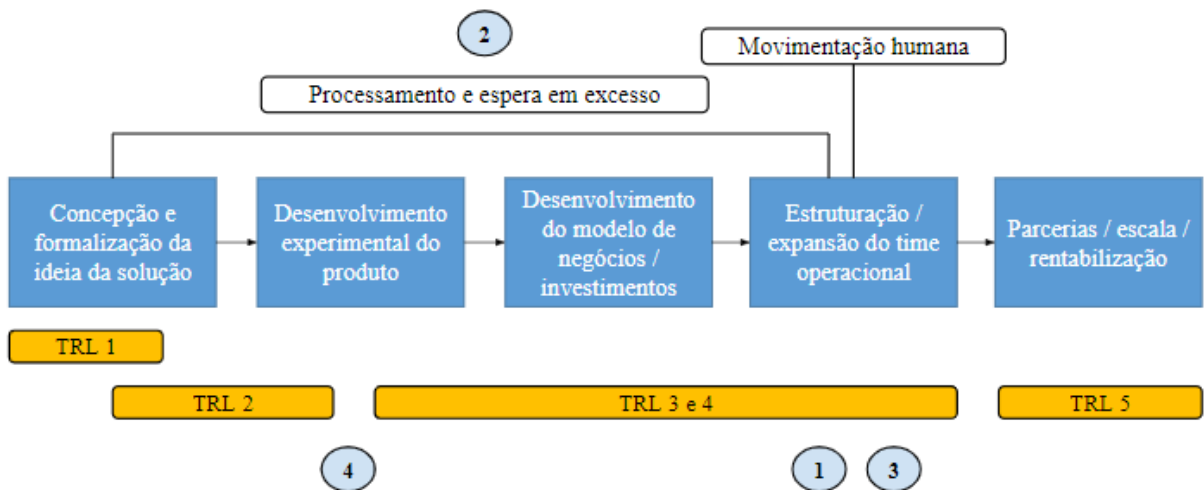 2
Movimentação humana
Processamento e espera em excesso
Concepção e
formalização da
ideia da solução
Desenvolvimento
experimental do
produto
Desenvolvimento
do modelo de
negócios /
investimentos
Estruturação /
expansão do time
operacional
Parcerias / escala /
rentabilização
TRL 1
TRL 2
TRL 3 e 4
TRL 5
4
1
3